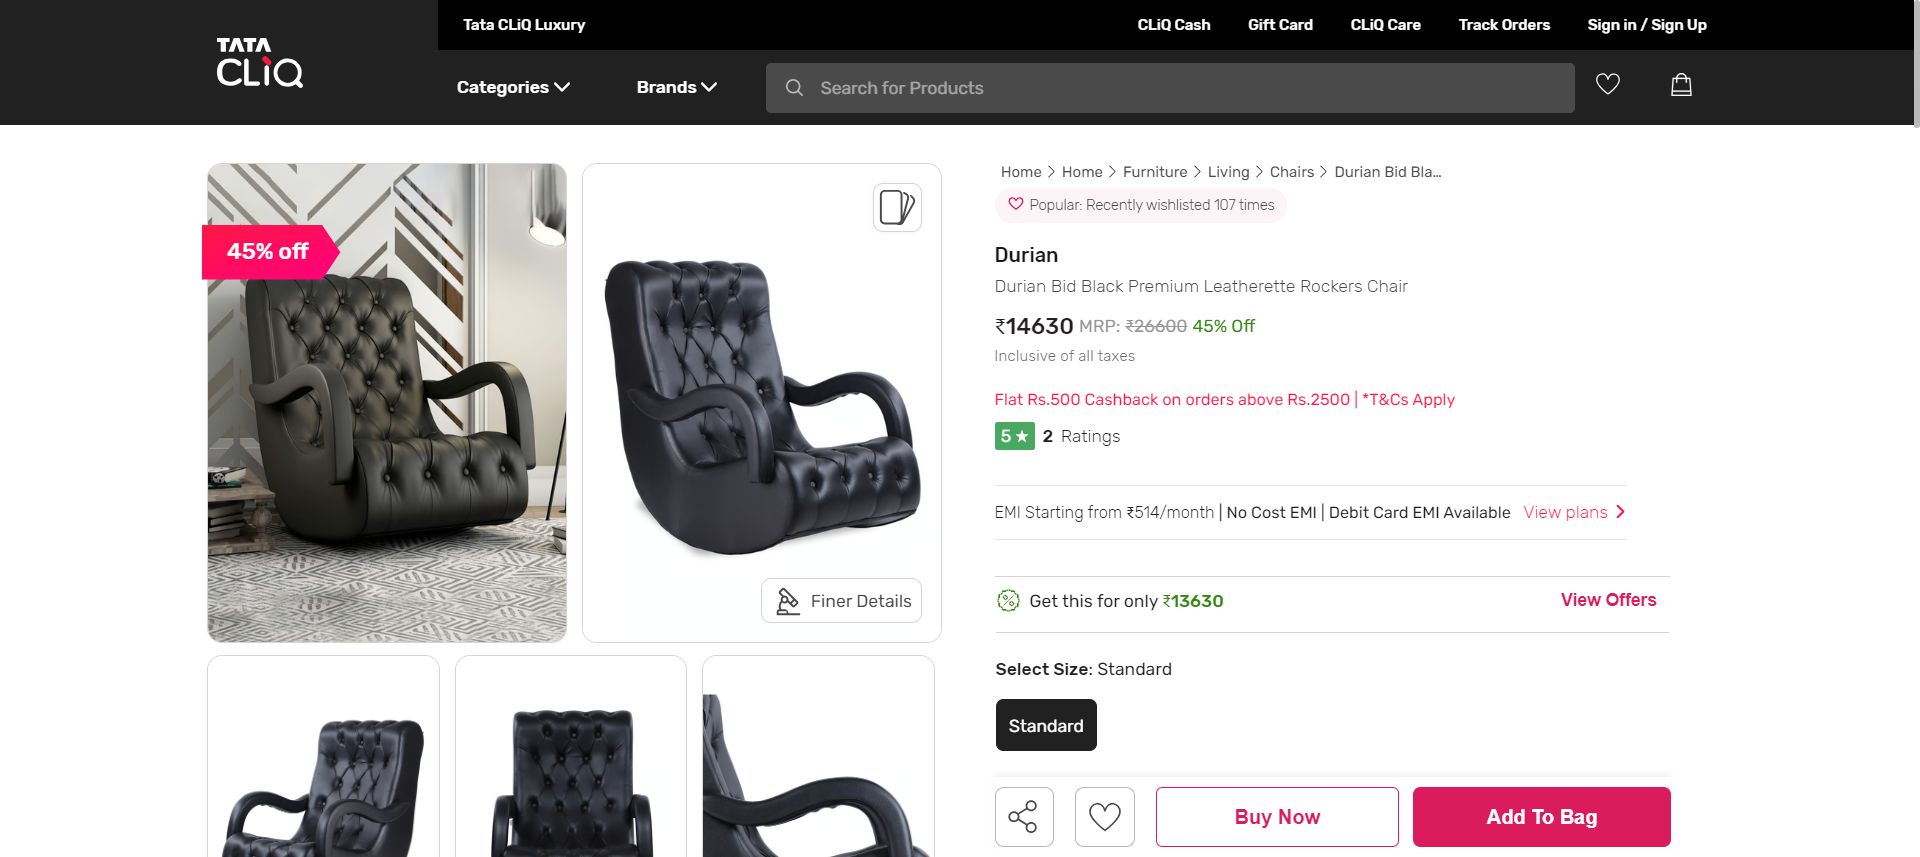 Tata CLiQ Luxury
CLiQ Cash
Gift Card
CLiQ Care
Track Orders
Sign in / Sign Up
TATA
CLiQ
Categories
Brands
Search for Products
45% off
Finer Details
Home > Home > Furniture > Living > Chairs > Durian Bid Bla...
Popular: Recently wishlisted 107 times
Durian
Durian Bid Black Premium Leatherette Rockers Chair
₹14630 MRP: ₹26600 45% Off
Inclusive of all taxes
Flat Rs.500 Cashback on orders above Rs.2500 | *T&Cs Apply
5 ★ 2 Ratings
EMI Starting from ₹514/month | No Cost EMI | Debit Card EMI Available View plans
Get this for only ₹13630 View Offers
Select Size: Standard
Standard
Buy Now
Add To Bag